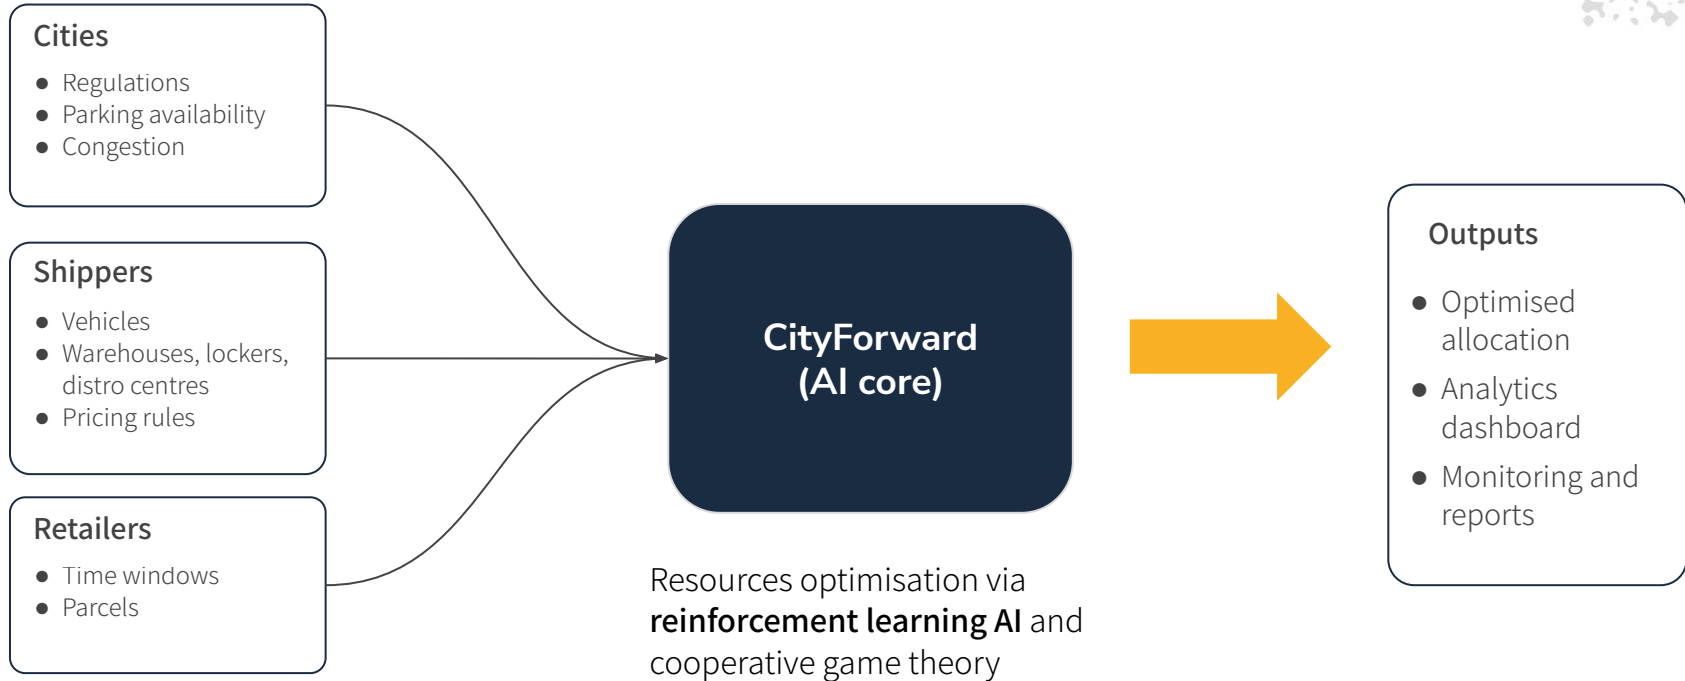 Cities
● Regulations
● Parking availability
● Congestion
Shippers
● Vehicles
● Warehouses, lockers,
distro centres
● Pricing rules
Retailers
● Time windows
● Parcels
CityForward
(AI core)
Resources optimisation via
reinforcement learning AI and
cooperative game theory
Outputs
● Optimised
allocation
● Analytics
dashboard
● Monitoring and
reports